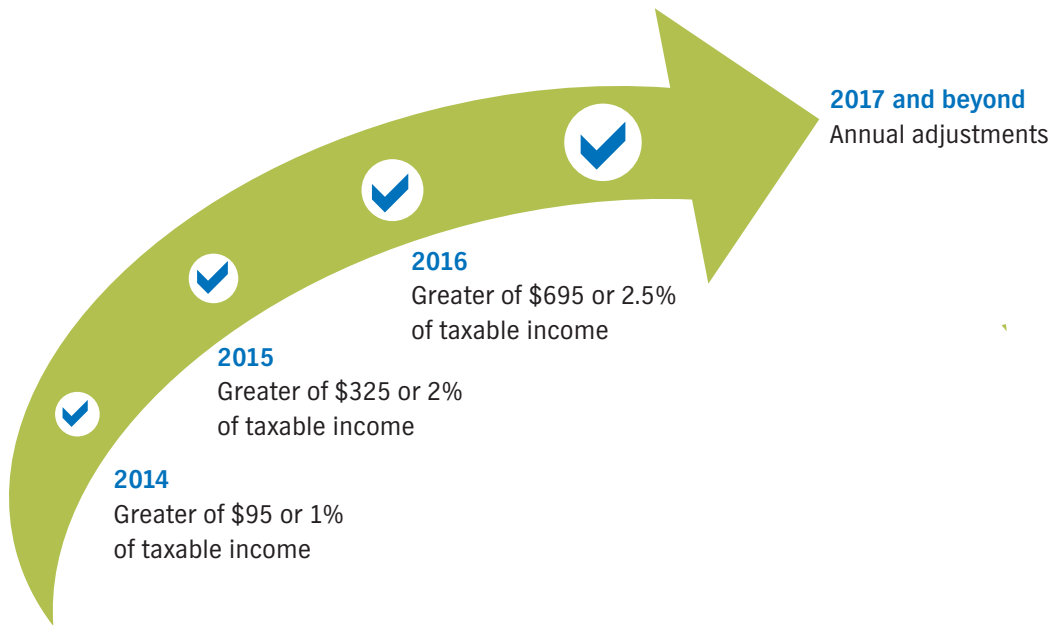 2017 and beyond
Annual adjustments
2016
Greater of $695 or 2.5%
of taxable income
2015
Greater of $325 or 2%
of taxable income
2014
Greater of $95 or 1%
of taxable income